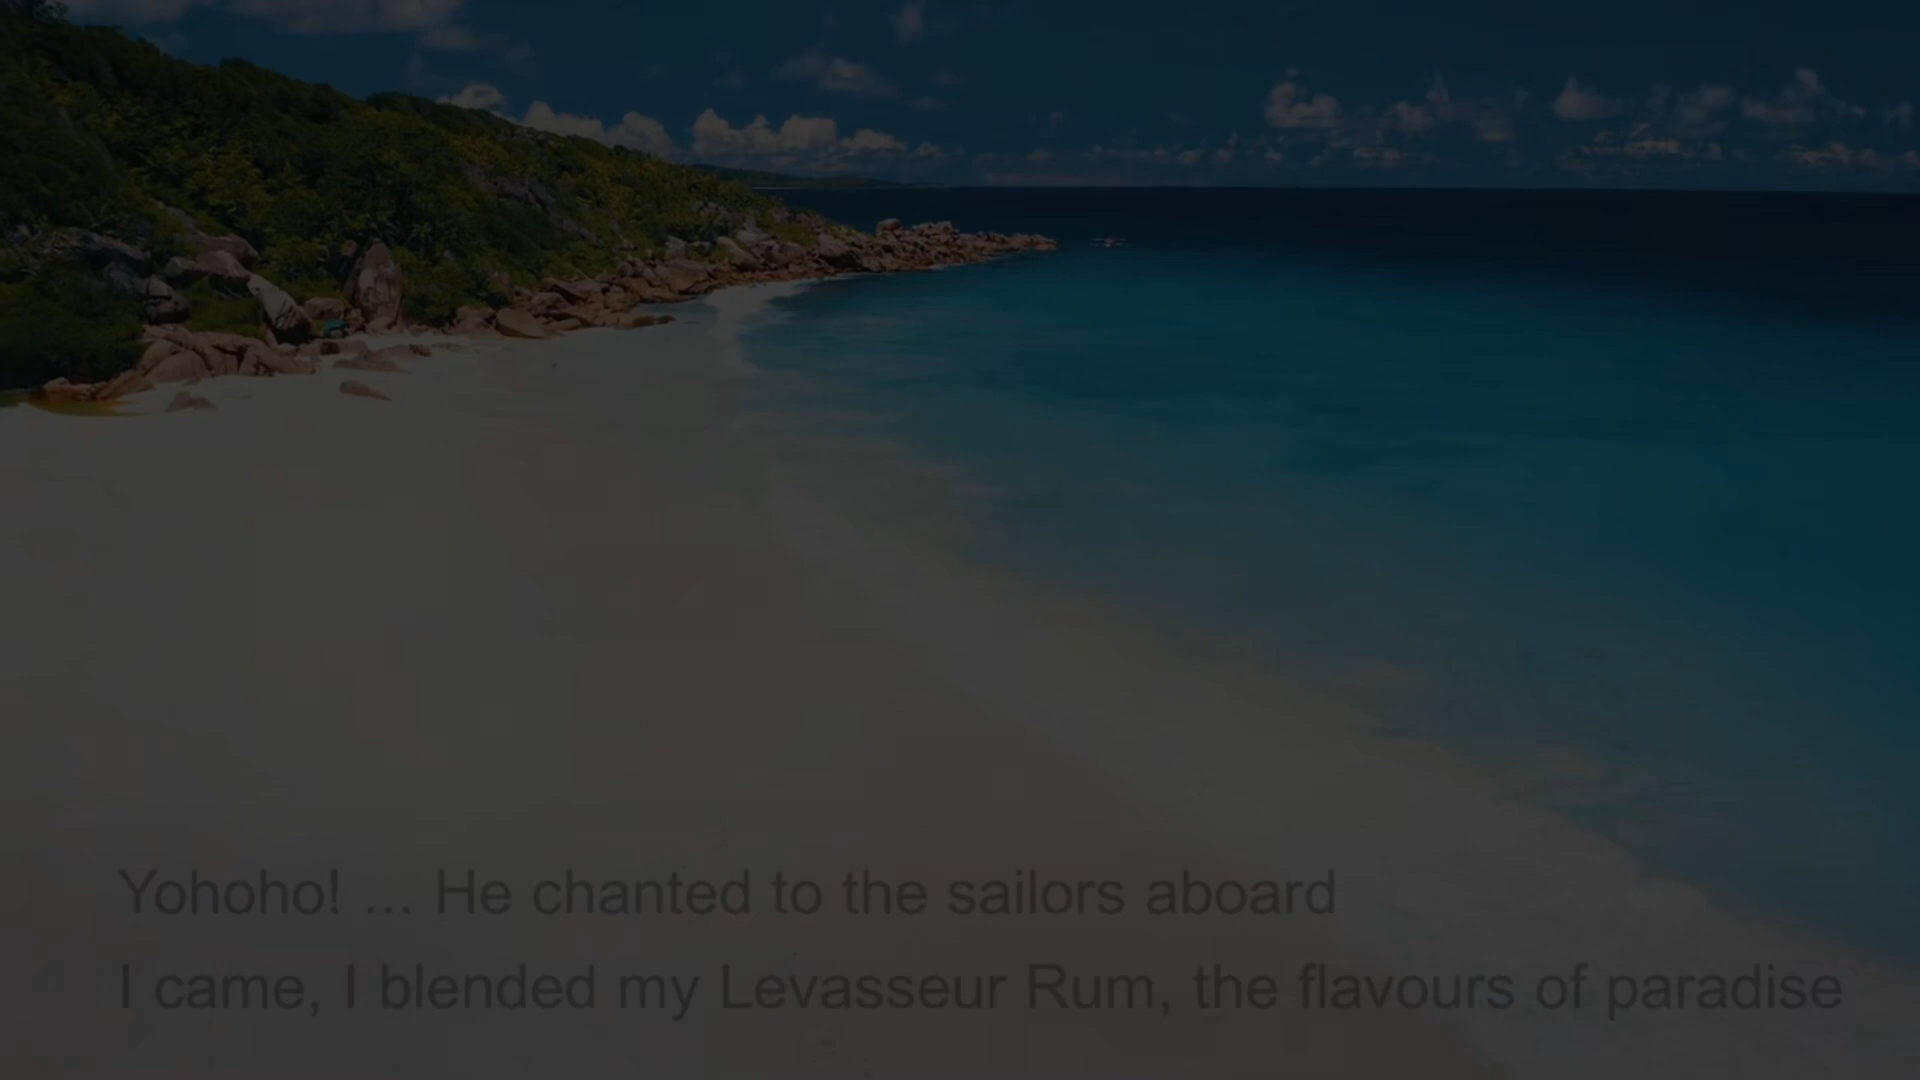 Yohoho! ... He chanted to the sailors aboard
I came, I blended my Levasseur Rum, the flavours of paradise